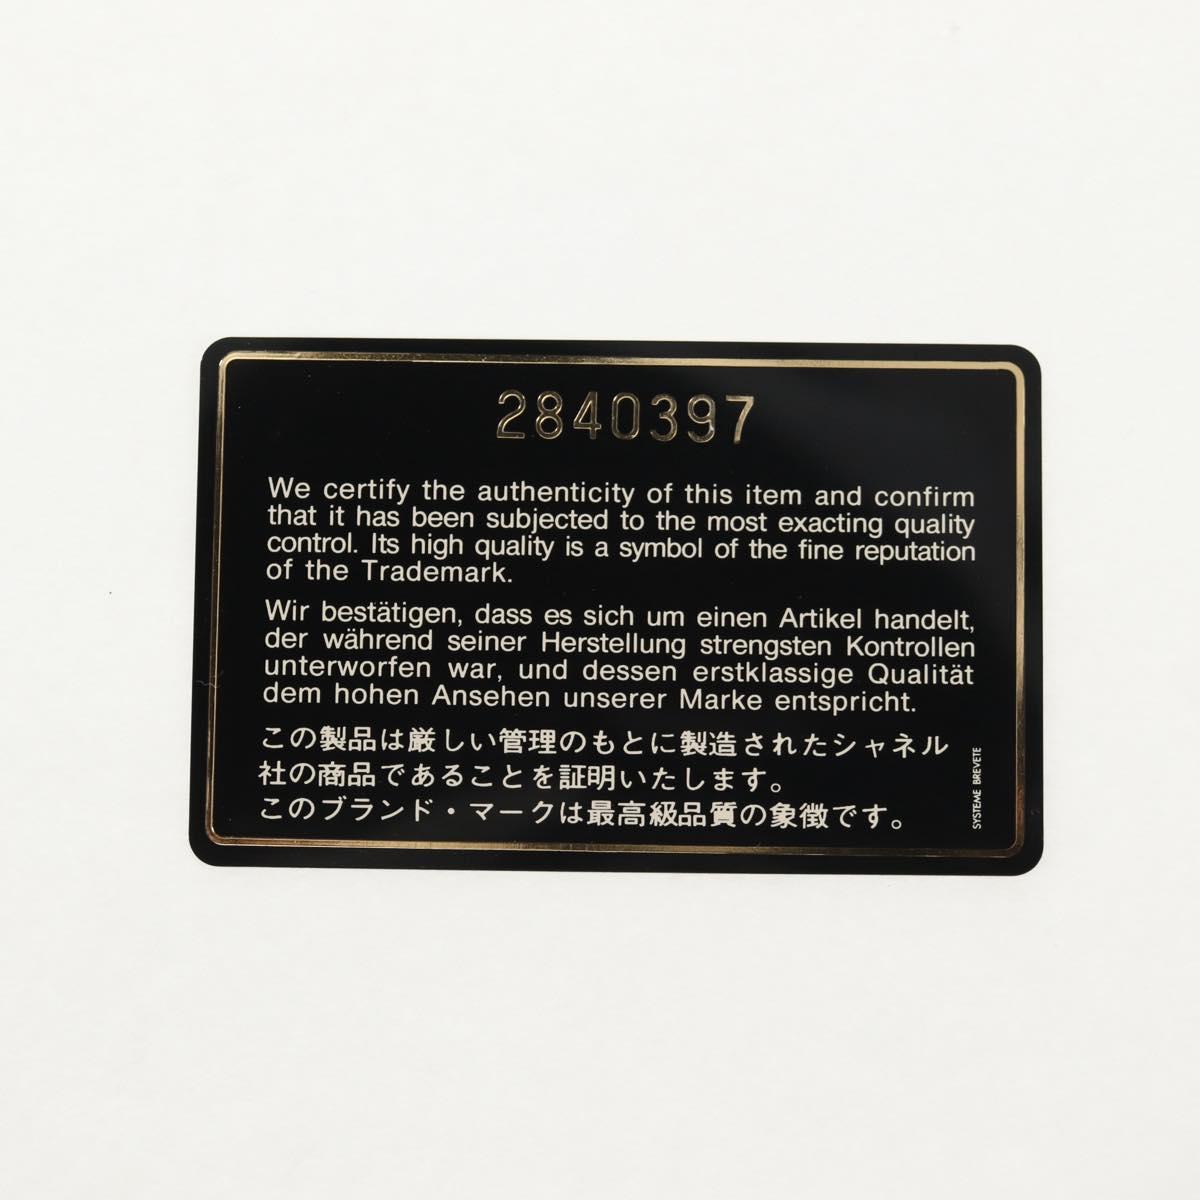 2840397
We certify the authenticity of this item and confirm
that it has been subjected to the most exacting quality
control. Its high quality is a symbol of the fine reputation
of the Trademark.
Wir bestätigen, dass es sich um einen Artikel handelt,
der während seiner Herstellung strengsten Kontrollen
unterworfen war, und dessen erstklassige Qualität
dem hohen Ansehen unserer Marke entspricht.
この製品は厳しい管理のもとに製造されたシャネル
社の商品であることを証明いたします。
このブランド・マークは最高級品質の象徴です。
SYSTEME BREVETE